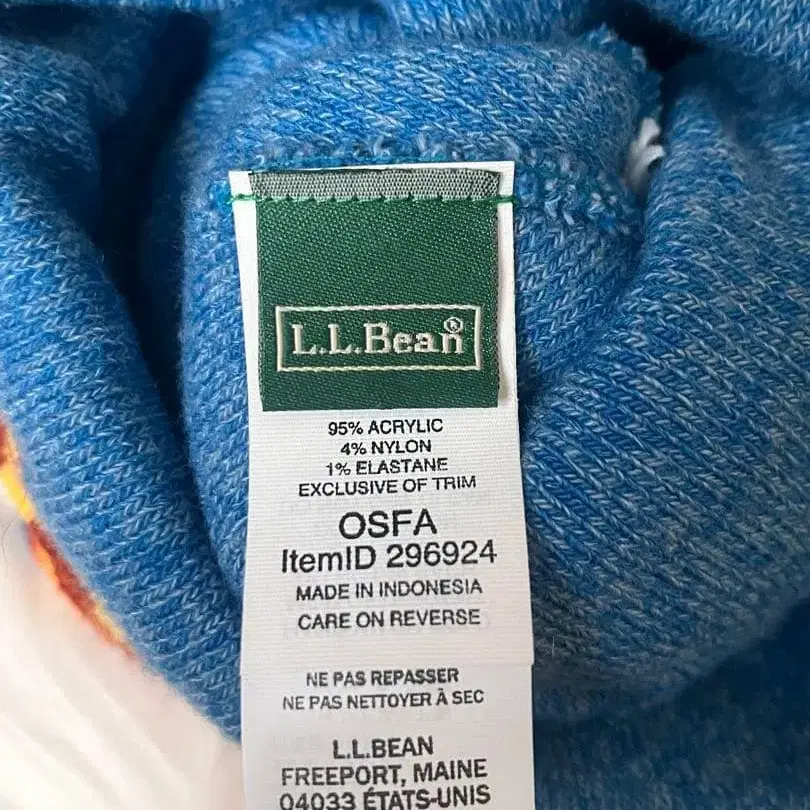 L.L.Bean®
95% ACRYLIC
4% NYLON
1% ELASTANE
EXCLUSIVE OF TRIM
OSFA
ItemID 296924
MADE IN INDONESIA
CARE ON REVERSE
NE PAS REPASSER
NE PAS NETTOYER À SEC
L.L.BEAN
FREEPORT, MAINE
04033 ÉTATS-UNIS